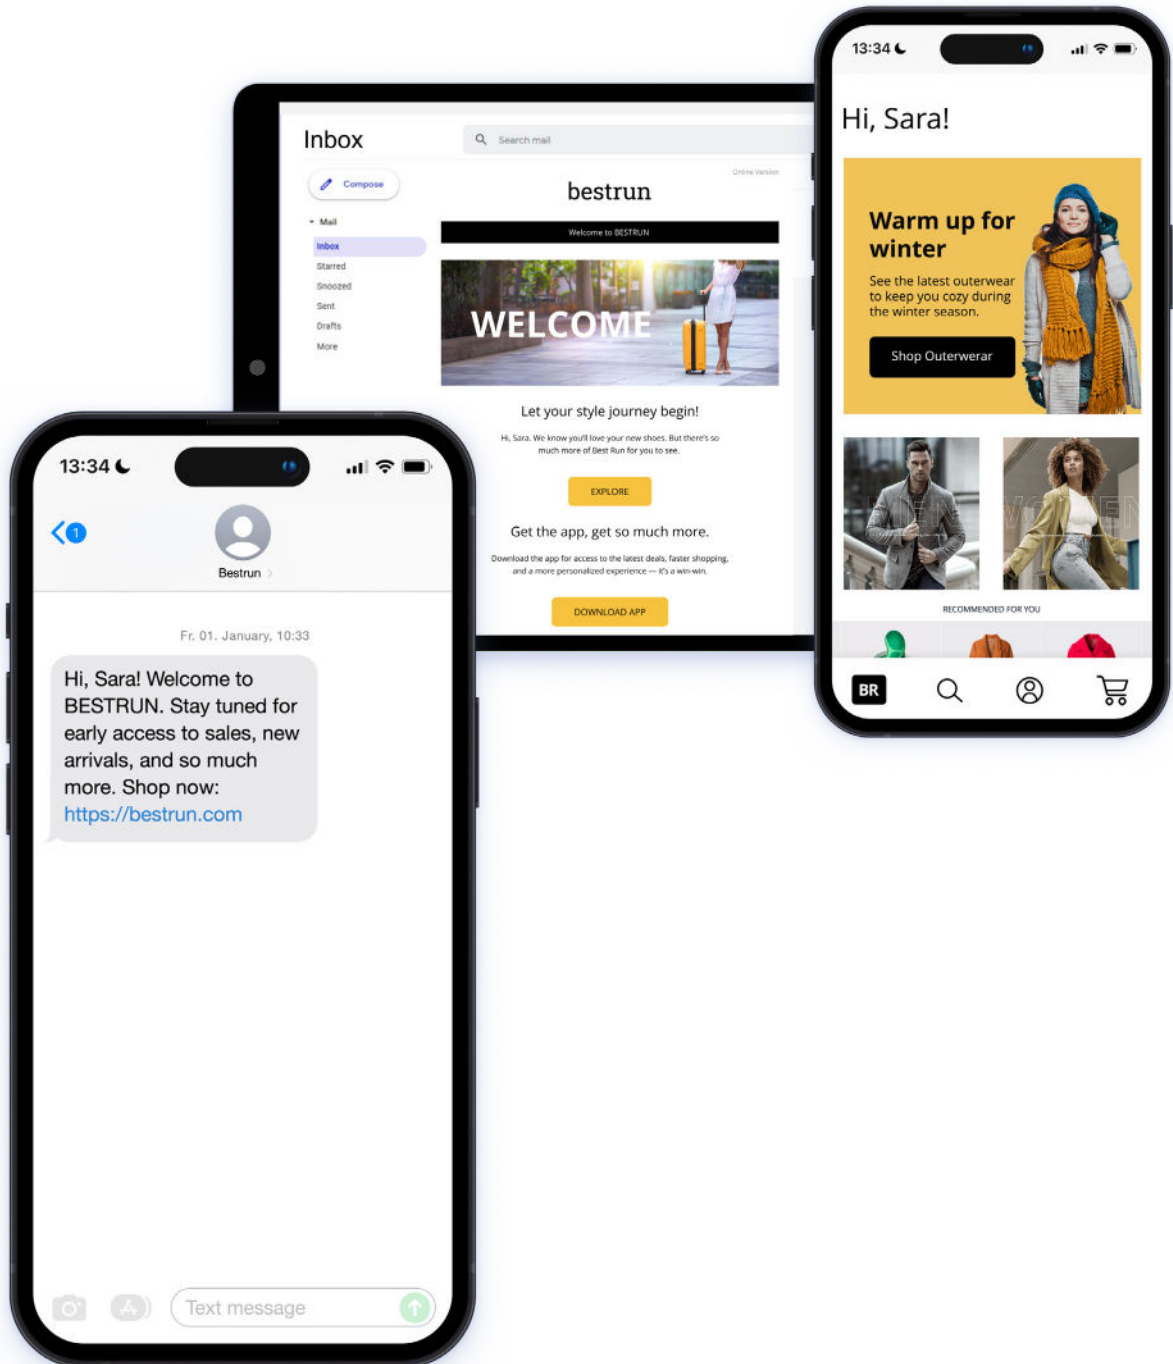 Inbox
Search mail
Compose
Mail
Inbox
Starred
Snoozed
Sent
Drafts
More
Online Version
bestrun
Welcome to BESTRUN
WELCOME
Let your style journey begin!
Hi, Sara. We know you'll love your new shoes. But there's so
much more of Best Run for you to see.
EXPLORE
Get the app, get so much more.
Download the app for access to the latest deals, faster shopping,
and a more personalized experience — it's a win-win.
DOWNLOAD APP
13:34
Hi, Sara!
Warm up for
winter
See the latest outerwear
to keep you cozy during
the winter season.
Shop Outerwerar
MEN
WOMEN
RECOMMENDED FOR YOU
BR
13:34
1
Bestrun
Fr. 01. January, 10:33
Hi, Sara! Welcome to
BESTRUN. Stay tuned for
early access to sales, new
arrivals, and so much
more. Shop now:
https://bestrun.com
Text message